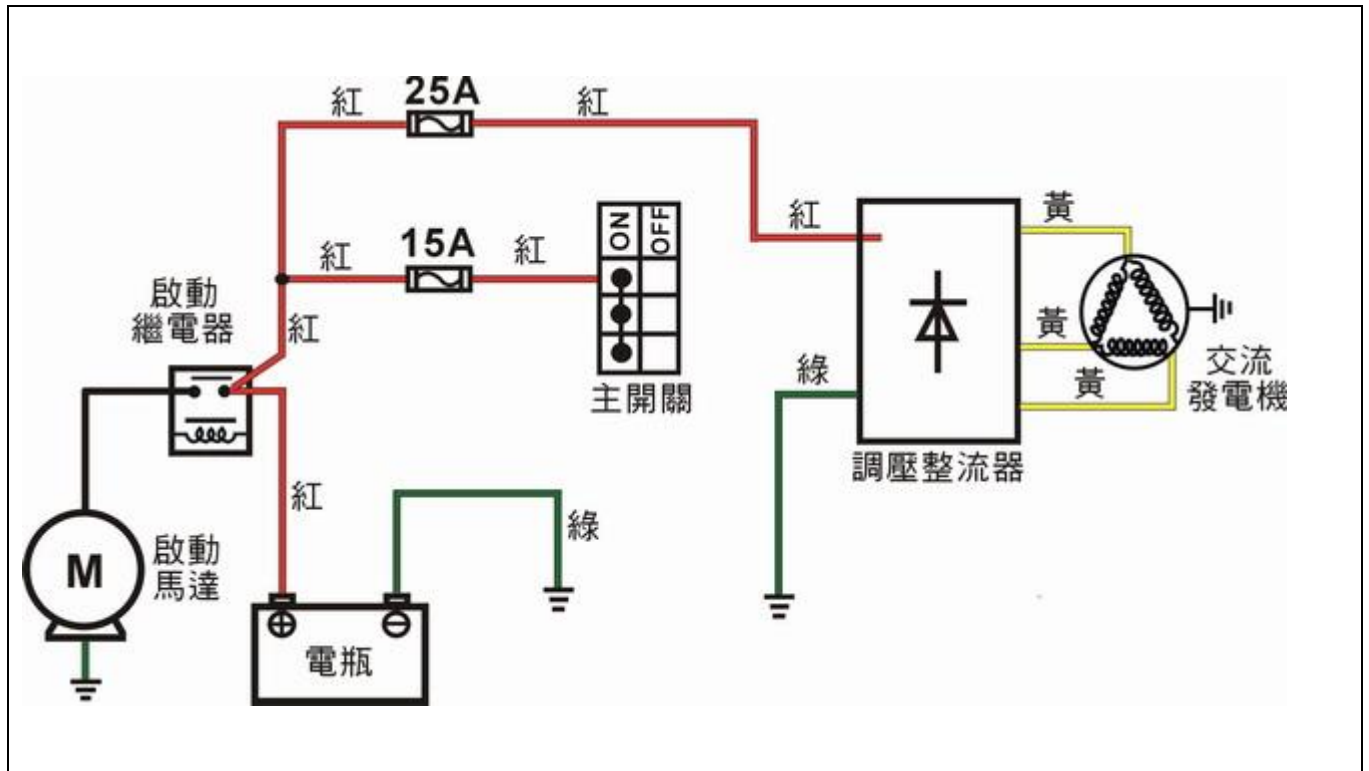 紅
25A
紅
紅
15A
紅
ON
OFF
紅
黃
黃
黃
啟動
繼電器
紅
主開關
綠
交流
發電機
調壓整流器
紅
綠
M
啟動
馬達
電瓶